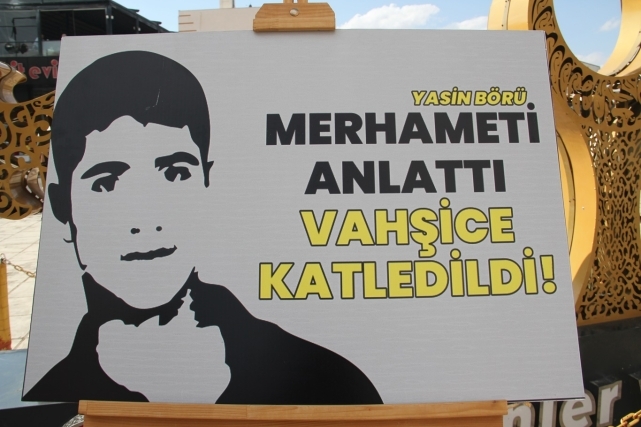 YASİN BÖRÜ
MERHAMETİ
ANLATTI
VAHŞİCE
KATLEDİLDİ!